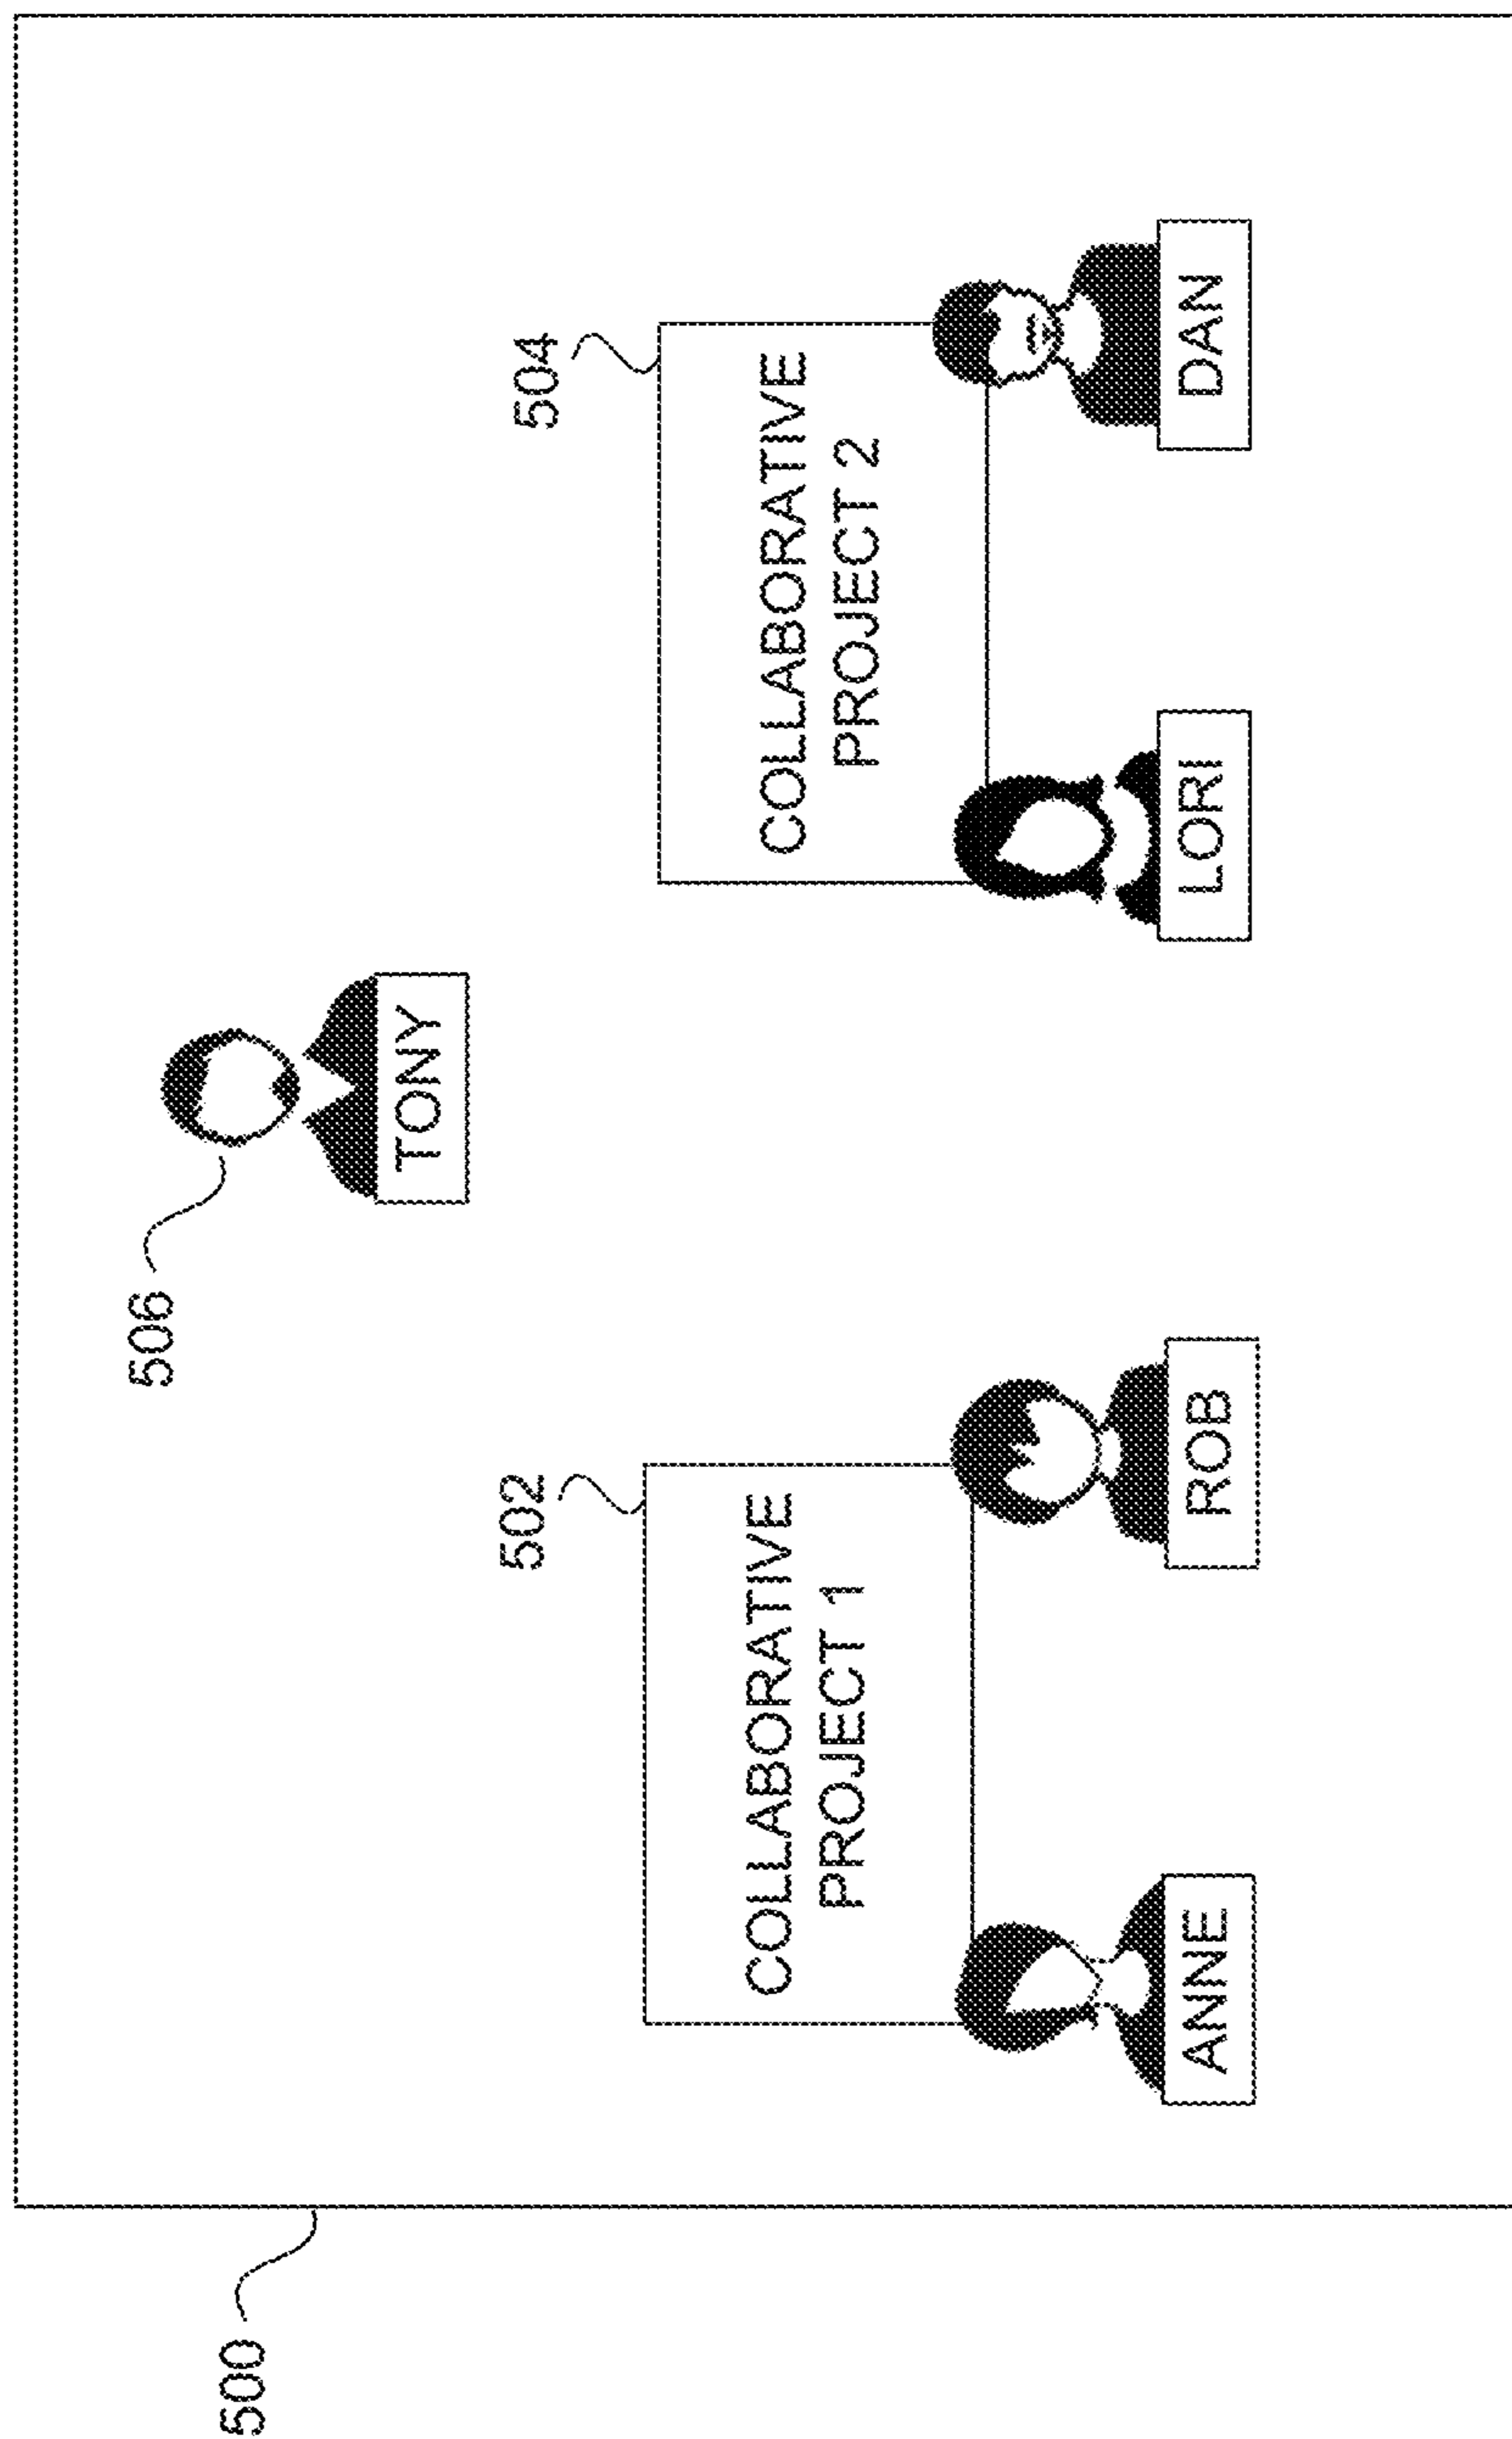 500
506
TONY
502
504
COLLABORATIVE
PROJECT 1
COLLABORATIVE
PROJECT 2
ANNE
ROB
LORI
DAN